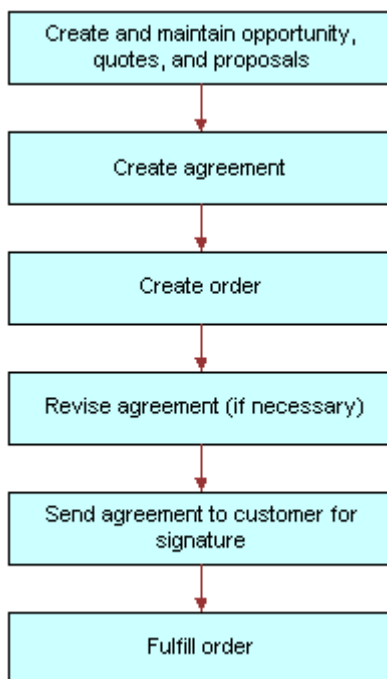 Create and maintain opportunity,
quotes, and proposals
Create agreement
Create order
Revise agreement (if necessary)
Send agreement to customer for
signature
Fulfill order